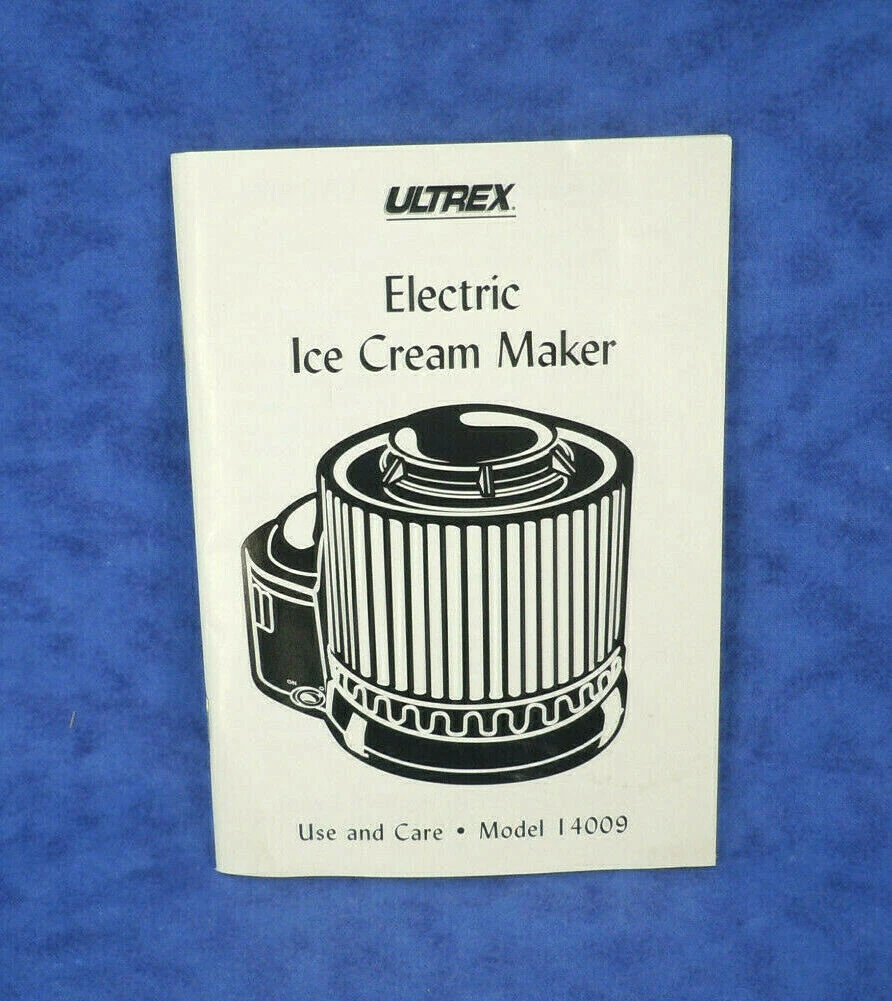 ULTREX
Electric
Ice Cream Maker
ON
Use and Care • Model 14009